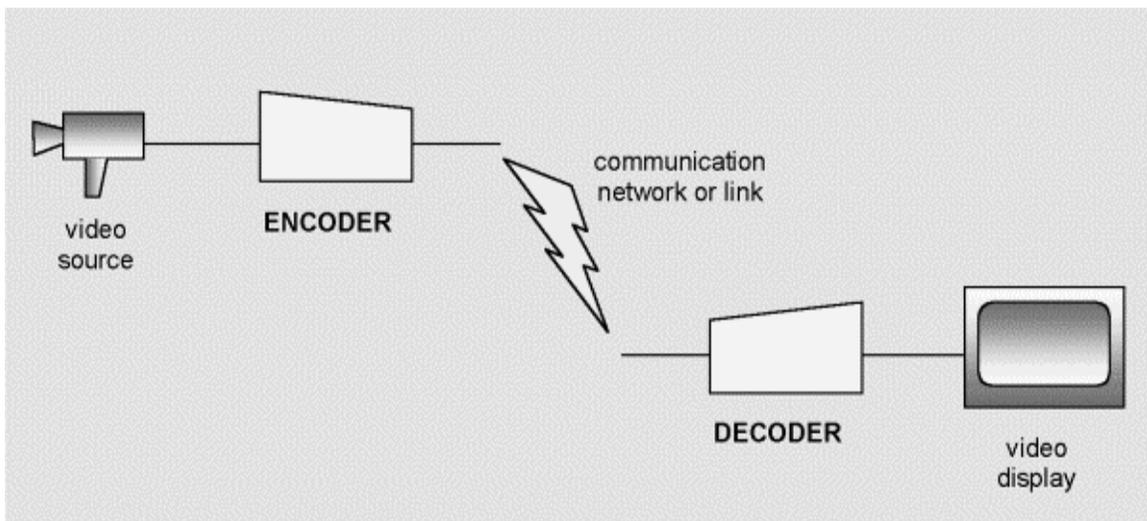 video
source
ENCODER
communication
network or link
DECODER
video
display